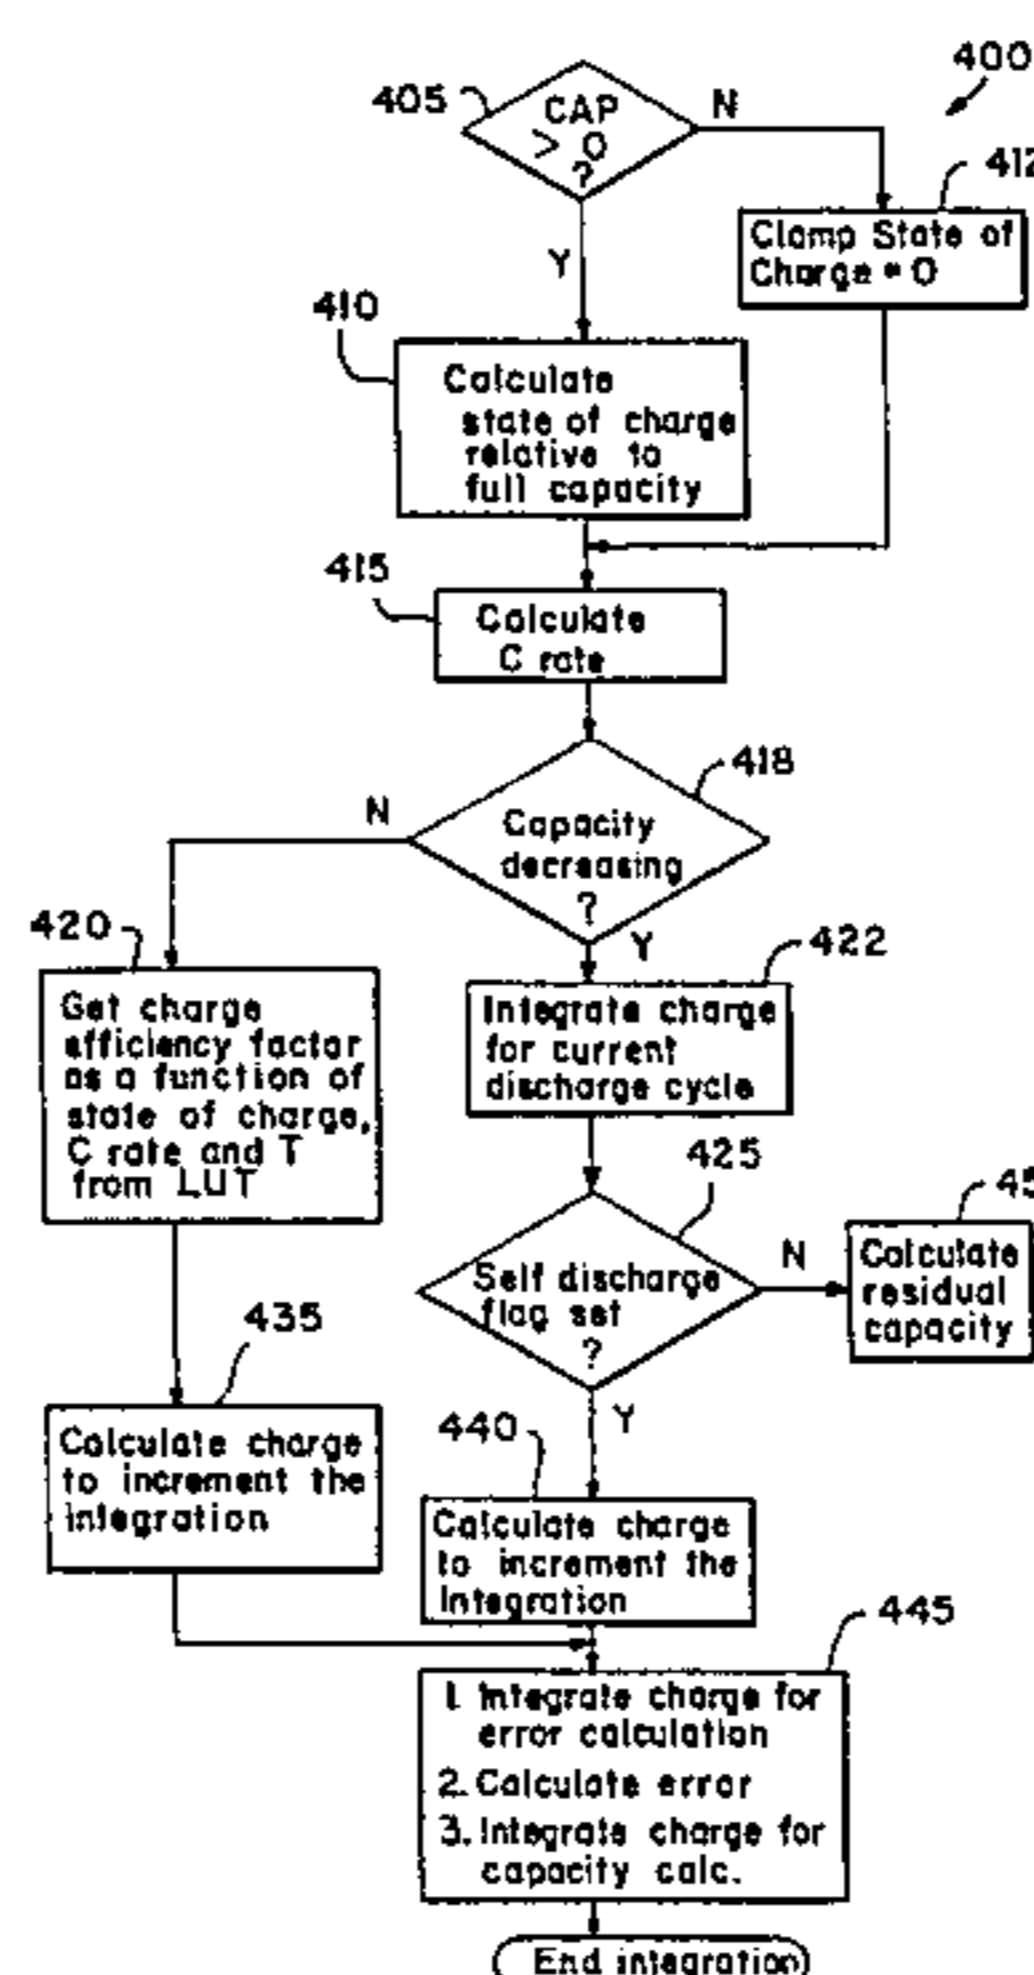 400
405
CAP
> 0
?
N
412
Clamp State of
Charge = 0
Y
410
Calculate
state of charge
relative to
full capacity
415
Calculate
C rate
418
N
Capacity
decreasing
?
Y
420
Get charge
efficiency factor
as a function of
state of charge,
C rate and T
from LUT
422
Integrate charge
for current
discharge cycle
425
Self discharge
flag set
?
N
Calculate
residual
capacity
435
Calculate charge
to increment the
integration
Y
440
Calculate charge
to increment the
Integration
445
1. Integrate charge for
error calculation
2. Calculate error
3. Integrate charge for
capacity calc.
End integration